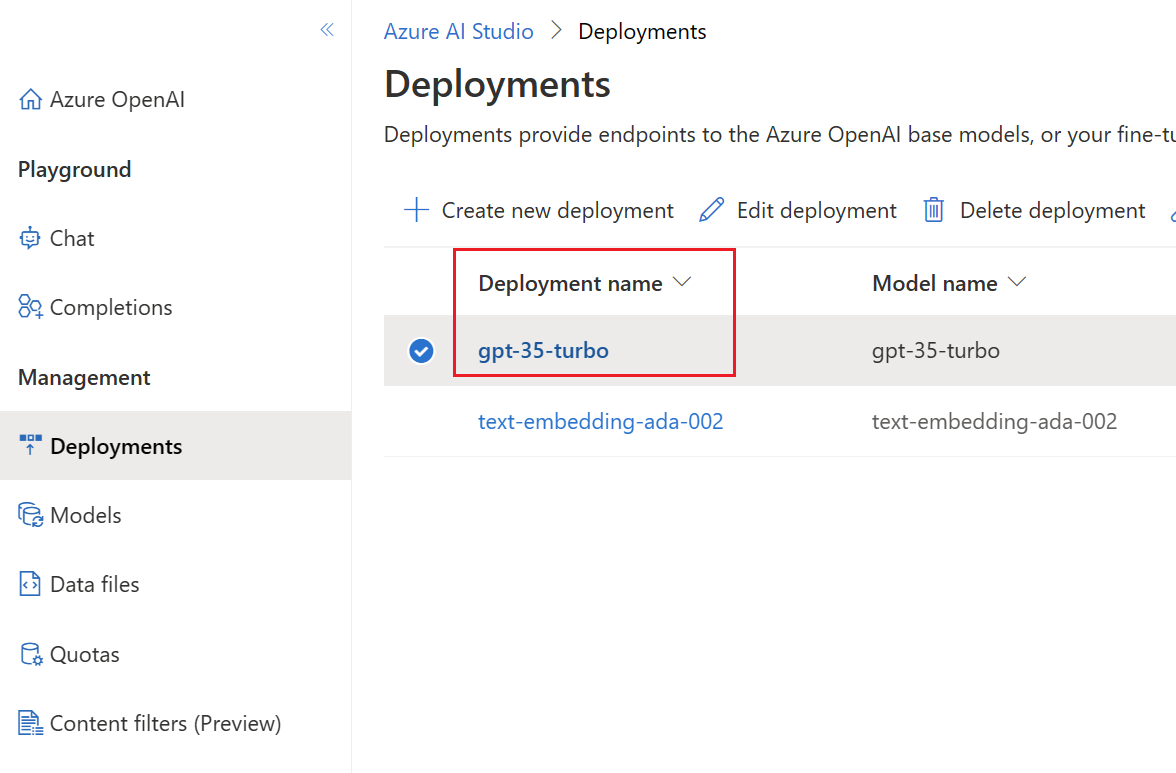 Azure OpenAI
Playground
Chat
Completions
Management
Deployments
Models
Data files
Quotas
Content filters (Preview)
Azure AI Studio > Deployments
Deployments
Deployments provide endpoints to the Azure OpenAI base models, or your fine-tu
Create new deployment Edit deployment Delete deployment
Deployment name Model name
gpt-35-turbo gpt-35-turbo
text-embedding-ada-002 text-embedding-ada-002